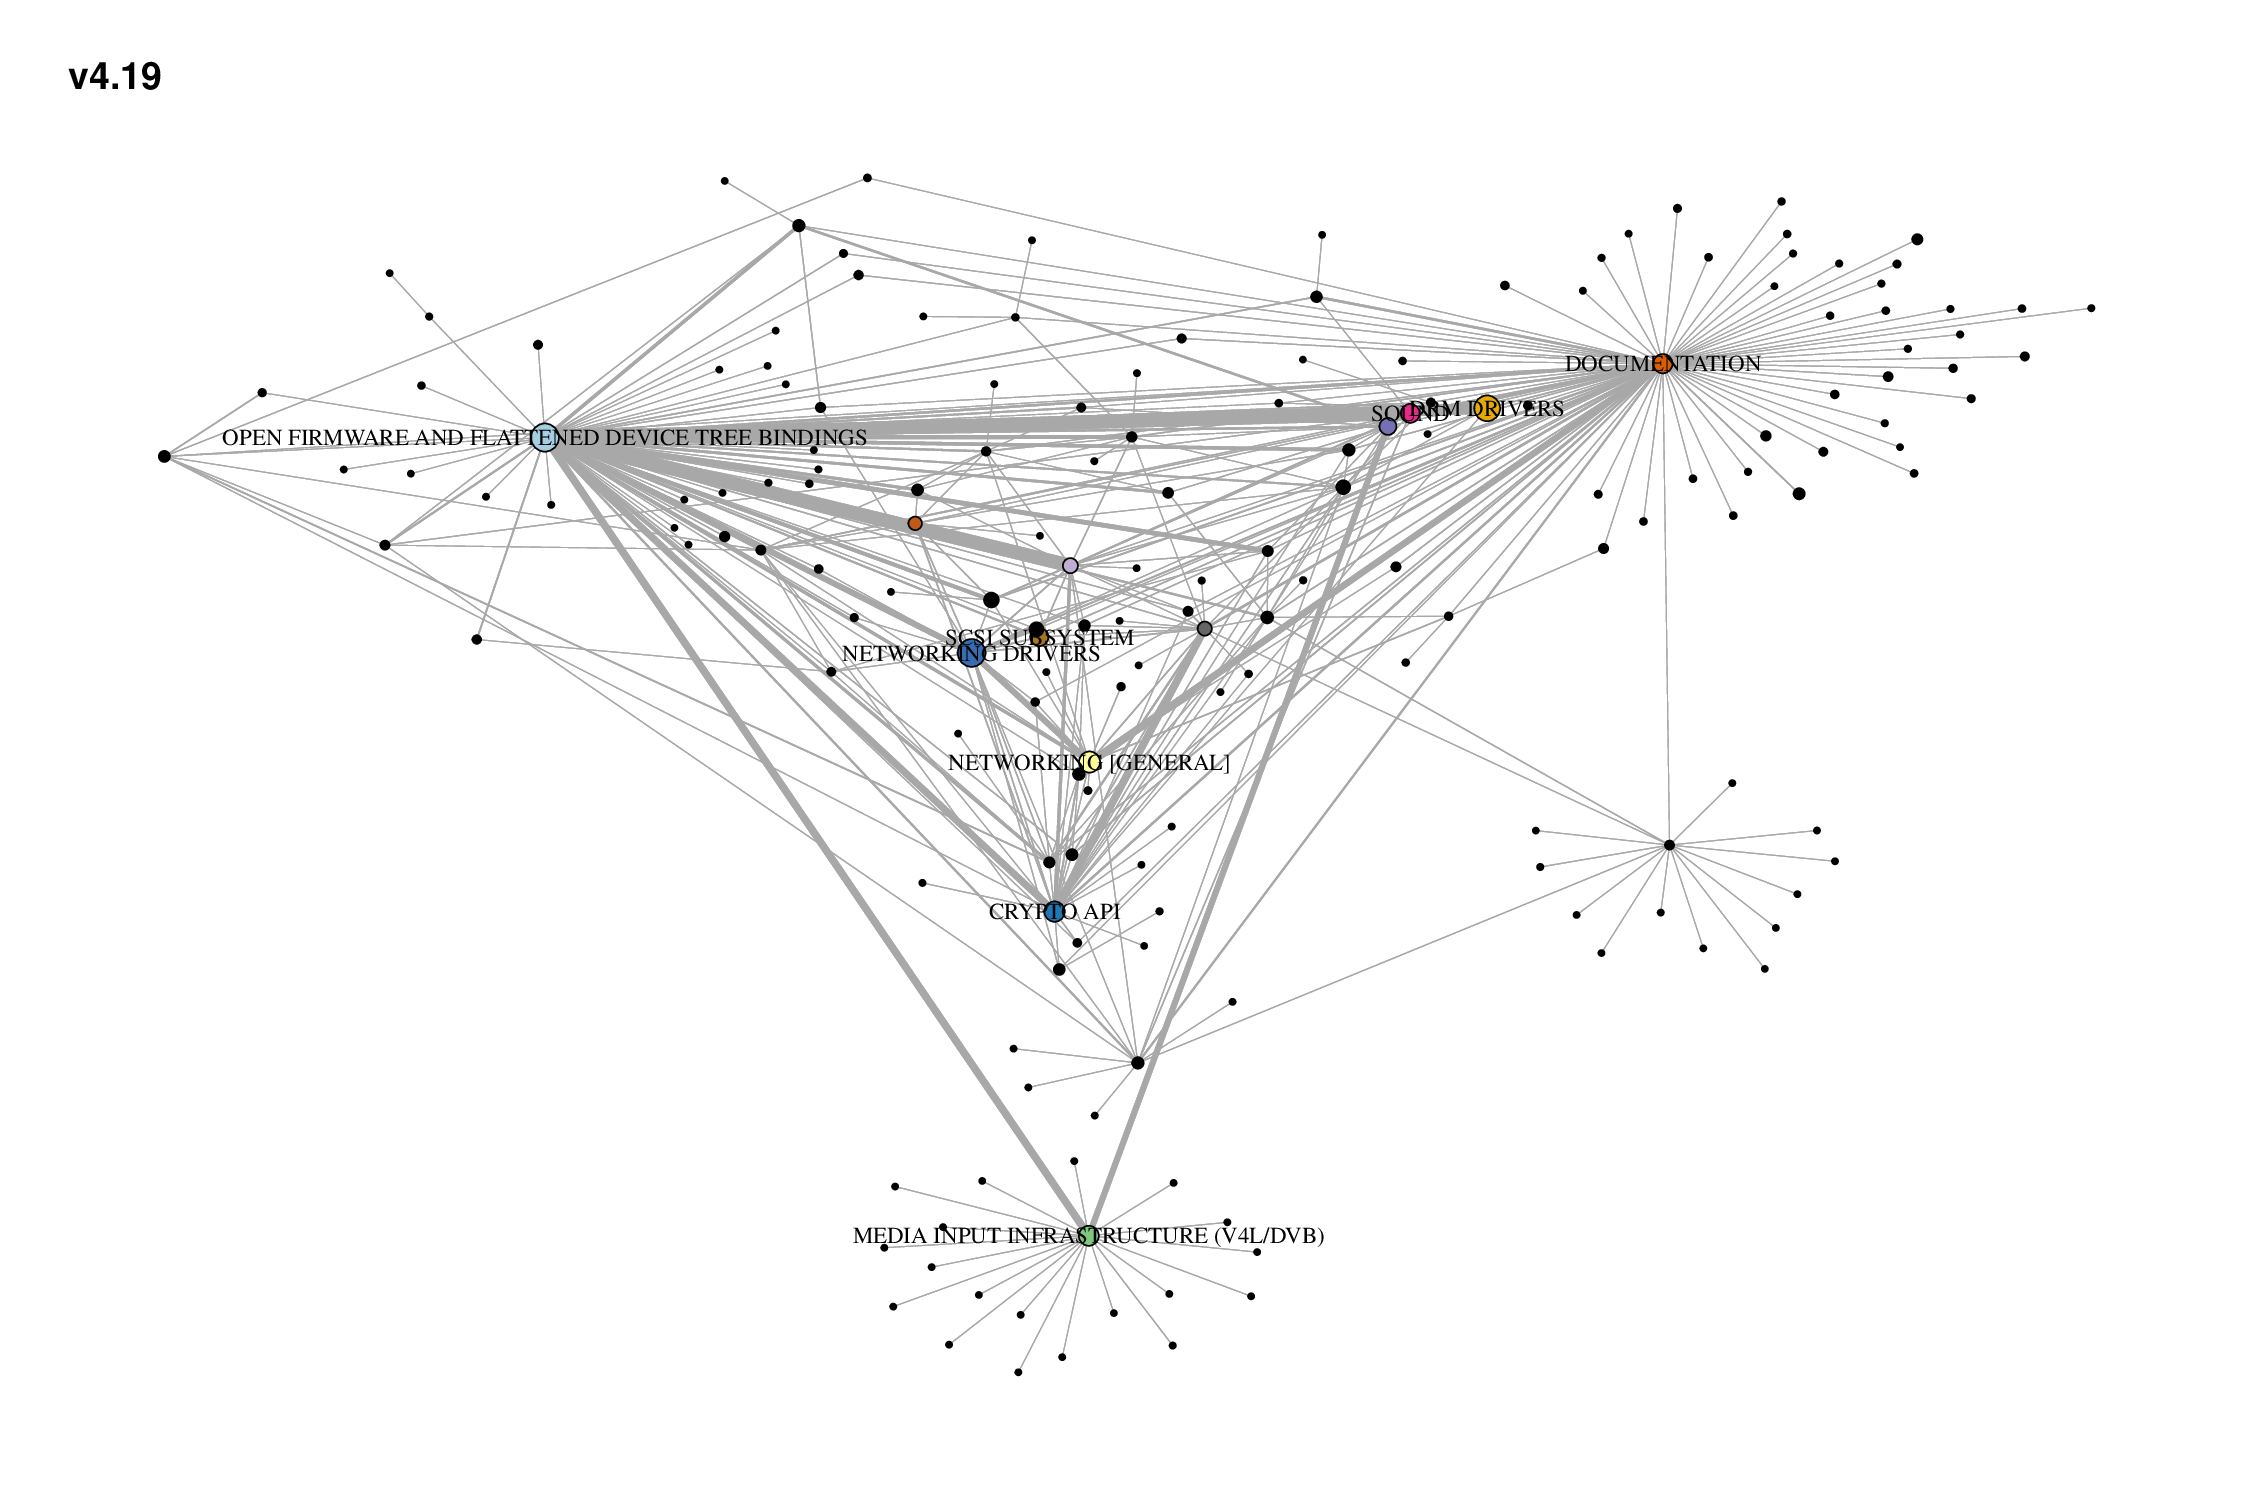 v4.19
DOCUMENTATION
DRM DRIVERS
SOUND
OPEN FIRMWARE AND FLATTENED DEVICE TREE BINDINGS
SCSI SUBSYSTEM
NETWORKING DRIVERS
NETWORKING [GENERAL]
CRYPTO API
MEDIA INPUT INFRASTRUCTURE (V4L/DVB)